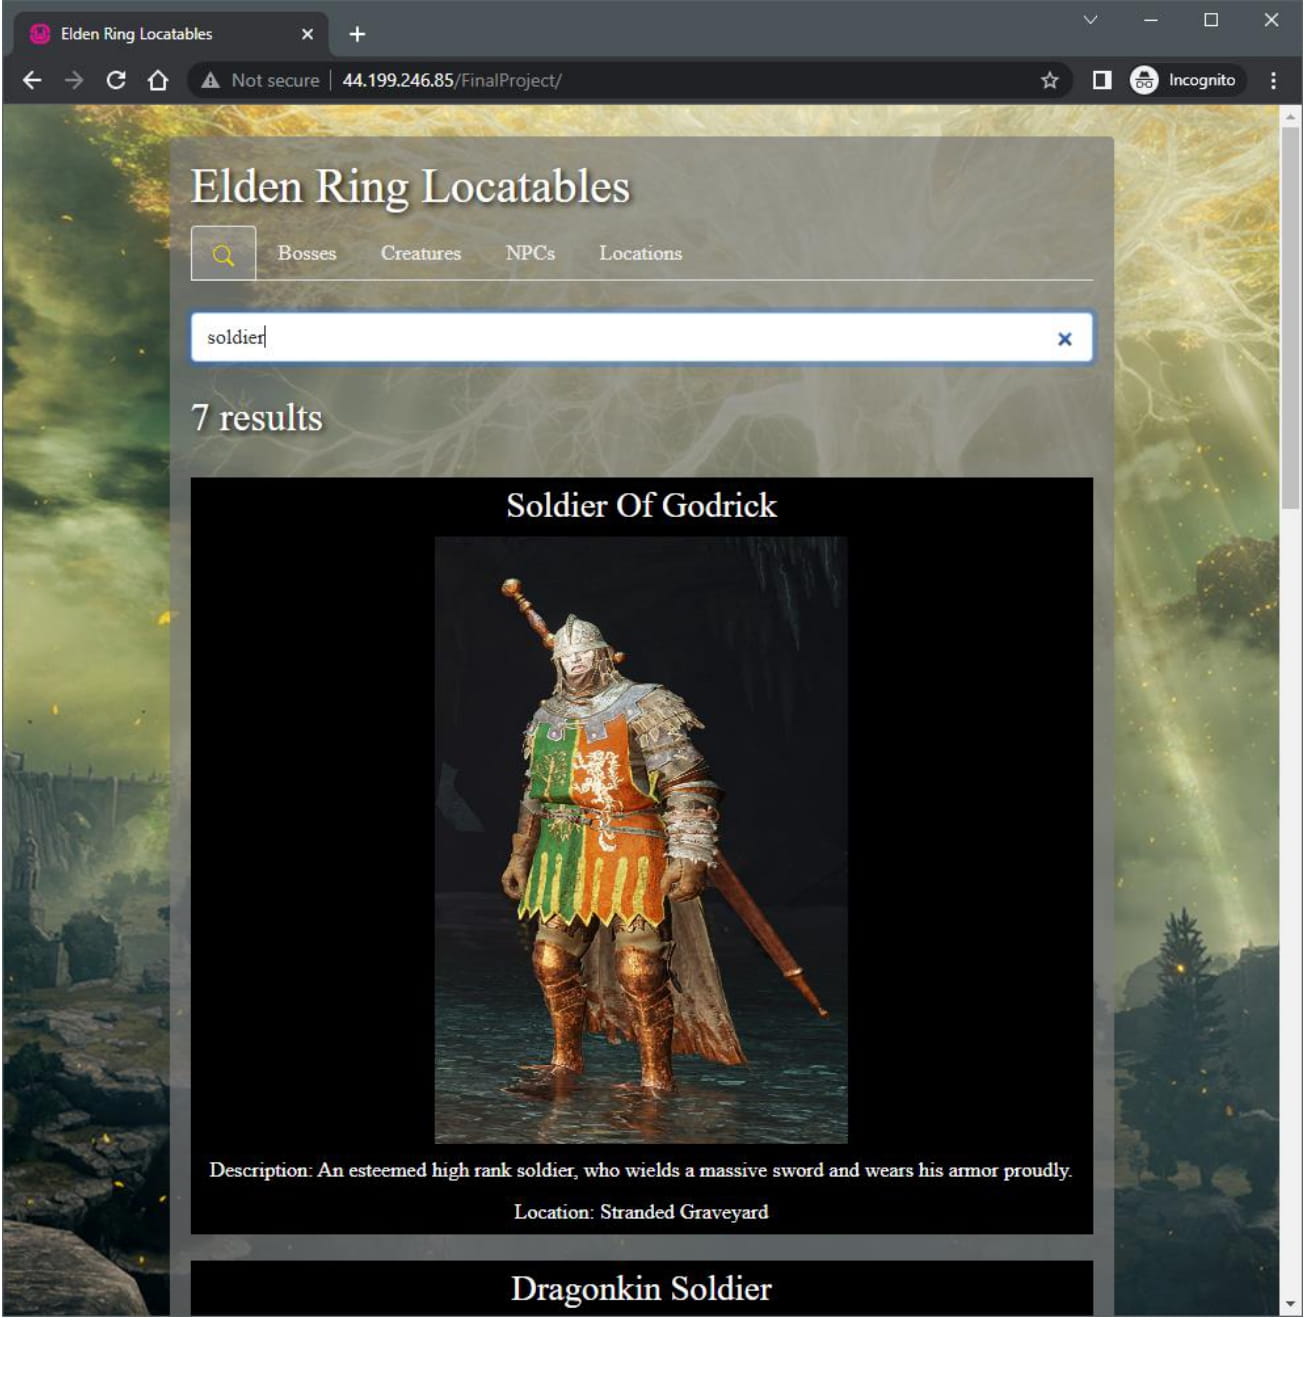 Elden Ring Locatables
Not secure | 44.199.246.85/FinalProject/
Incognito
Elden Ring Locatables
Bosses Creatures NPCs Locations
soldier
7 results
Soldier Of Godrick
Description: An esteemed high rank soldier, who wields a massive sword and wears his armor proudly.
Location: Stranded Graveyard
Dragonkin Soldier